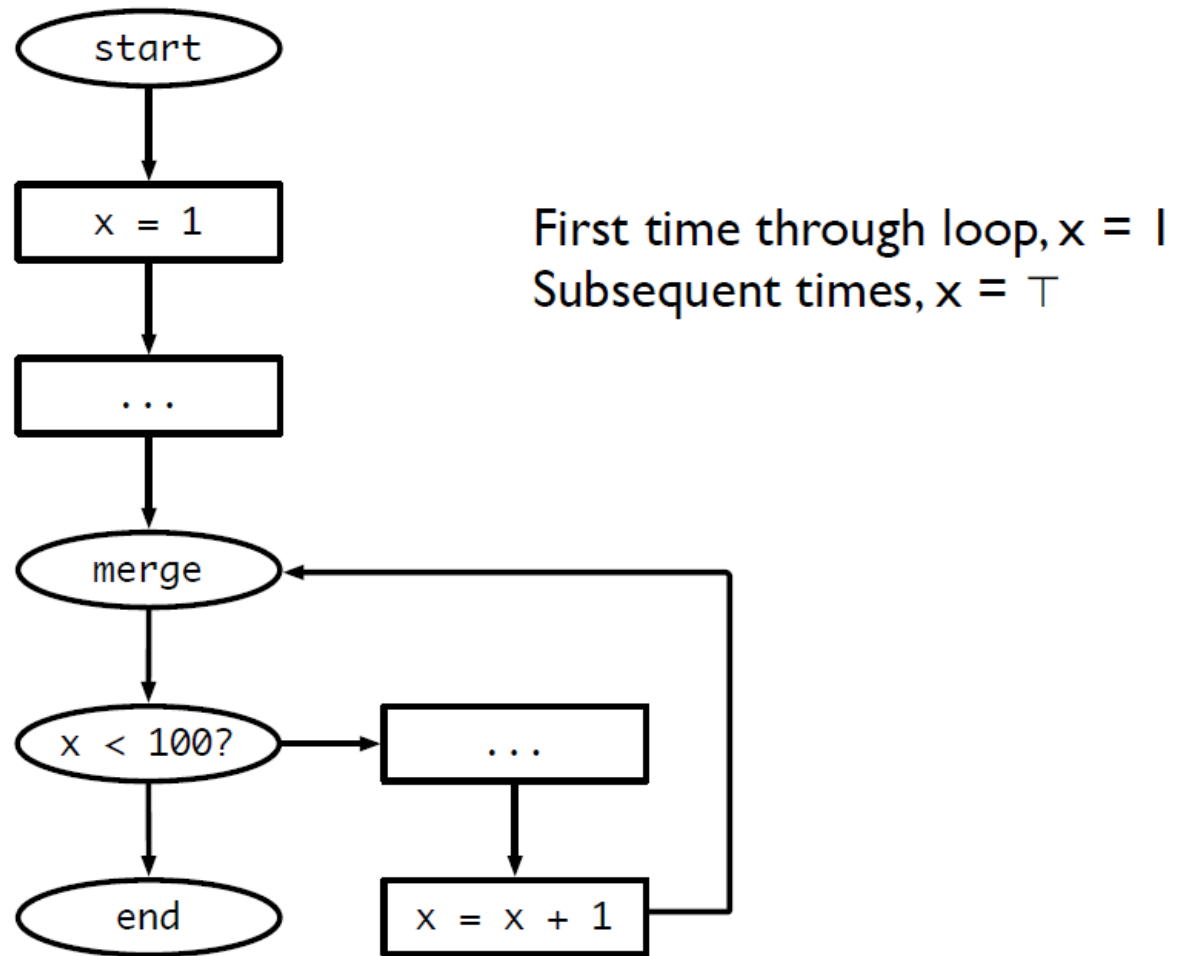 start
x = 1
First time through loop, x = 1
Subsequent times, x = ⊤
...
merge
x < 100?
...
end
x = x + 1